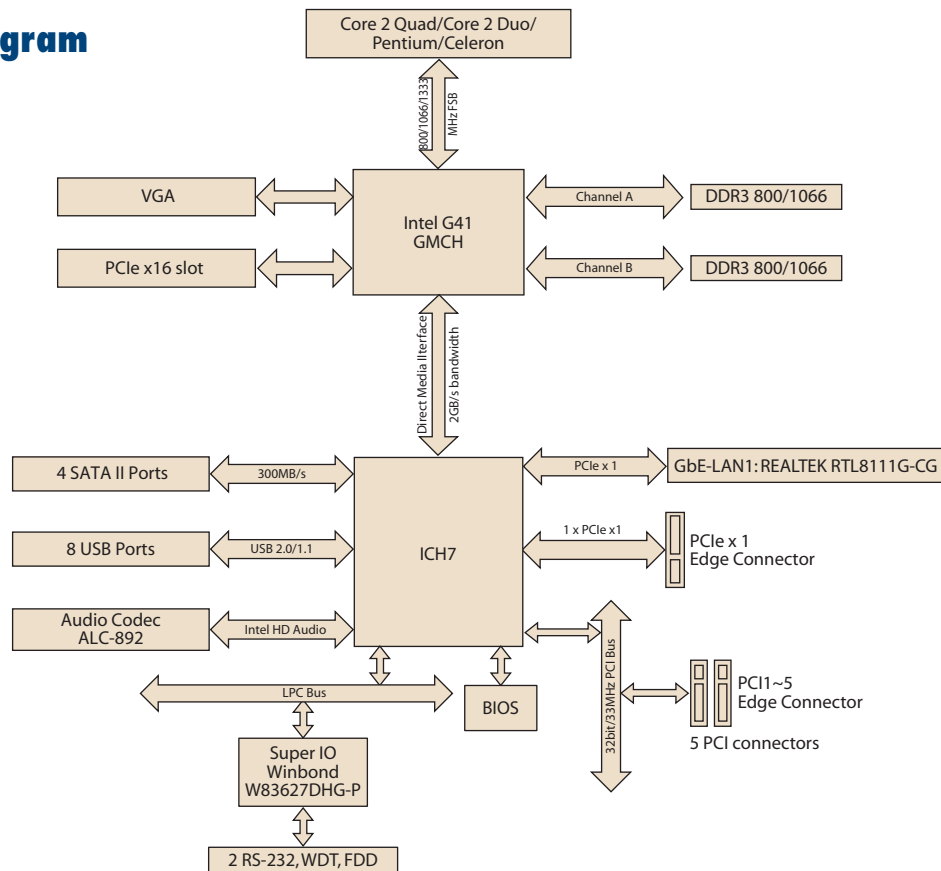 gram
Core 2 Quad/Core 2 Duo/
Pentium/Celeron
800/1066/1333
MHz FSB
VGA
Intel G41
GMCH
Channel A
DDR3 800/1066
PCIe x16 slot
Channel B
DDR3 800/1066
Direct Media IIterface
2GB/s bandwidth
4 SATA II Ports
300MB/s
PCIe x 1
GbE-LAN1: REALTEK RTL8111G-CG
8 USB Ports
USB 2.0/1.1
ICH7
1 x PCIe x1
PCIe x 1
Edge Connector
Audio Codec
ALC-892
Intel HD Audio
32bit/33MHz PCI Bus
LPC Bus
BIOS
PCI1~5
Edge Connector
5 PCI connectors
Super IO
Winbond
W83627DHG-P
2 RS-232, WDT, FDD